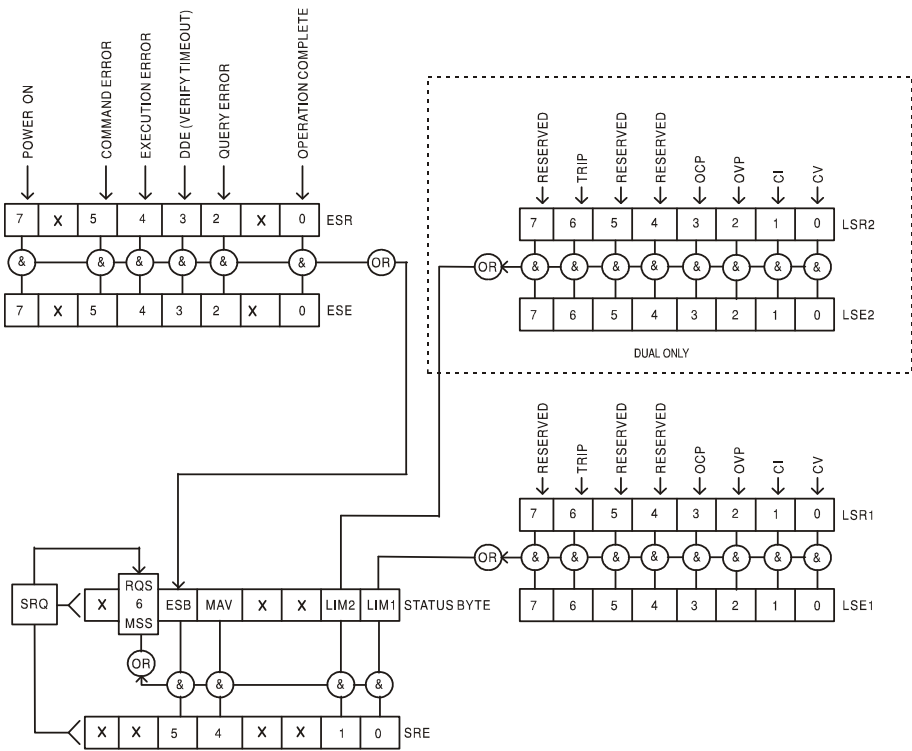 POWER ON
COMMAND ERROR
EXECUTION ERROR
DDE (VERIFY TIMEOUT)
QUERY ERROR
OPERATION COMPLETE
7 X 5 4 3 2 X 0 ESR
& & & & & & OR
7 X 5 4 3 2 X 0 ESE
RESERVED
TRIP
RESERVED
RESERVED
OCP
OVP
CI
CV
7 6 5 4 3 2 1 0 LSR2
OR & & & & & & & &
7 6 5 4 3 2 1 0 LSE2
DUAL ONLY
RESERVED
TRIP
RESERVED
RESERVED
OCP
OVP
CI
CV
7 6 5 4 3 2 1 0 LSR1
OR & & & & & & & &
7 6 5 4 3 2 1 0 LSE1
SRQ
X
RQS
6
MSS
ESB MAV X X LIM2 LIM1 STATUS BYTE
OR
& & & &
X X 5 4 X X 1 0 SRE